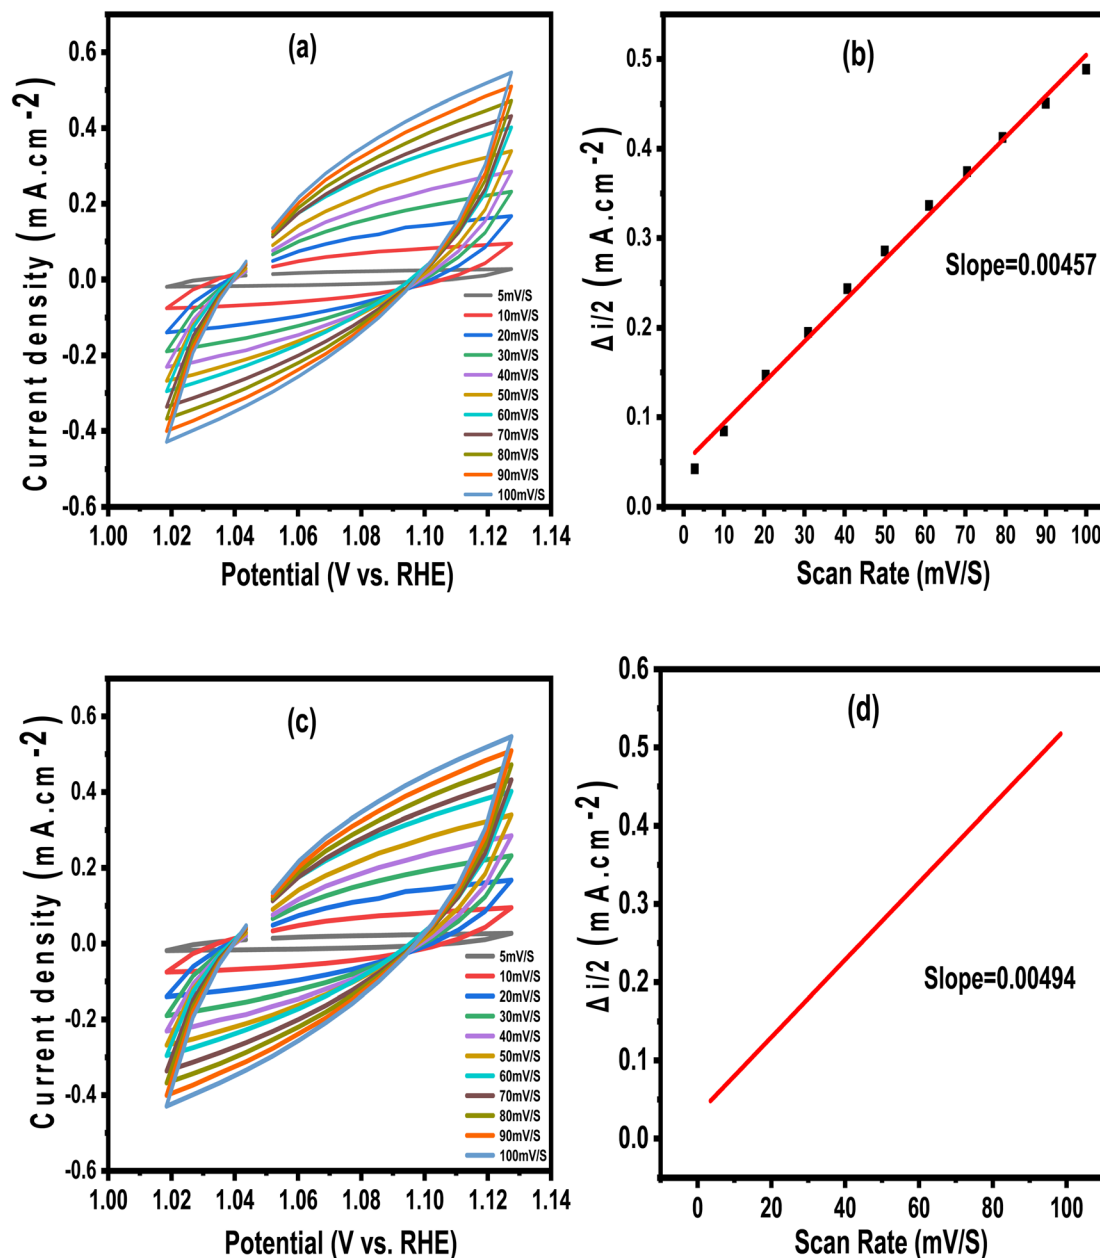 (a)
Current density (mA.cm-2)
0.6
0.4
0.2
0.0
-0.2
-0.4
-0.6
5mV/S
10mV/S
20mV/S
30mV/S
40mV/S
50mV/S
60mV/S
70mV/S
80mV/S
90mV/S
100mV/S
1.00 1.02 1.04 1.06 1.08 1.10 1.12 1.14
Potential (V vs. RHE)
(b)
Δi/2 (mA.cm-2)
0.5
0.4
0.3
0.2
0.1
0.0
Slope=0.00457
0 10 20 30 40 50 60 70 80 90 100
Scan Rate (mV/S)
(c)
Current density (mA.cm-2)
0.6
0.4
0.2
0.0
-0.2
-0.4
-0.6
5mV/S
10mV/S
20mV/S
30mV/S
40mV/S
50mV/S
60mV/S
70mV/S
80mV/S
90mV/S
100mV/S
1.00 1.02 1.04 1.06 1.08 1.10 1.12 1.14
Potential (V vs. RHE)
(d)
Δi/2 (mA.cm-2)
0.6
0.5
0.4
0.3
0.2
0.1
0.0
Slope=0.00494
0 20 40 60 80 100
Scan Rate (mV/S)